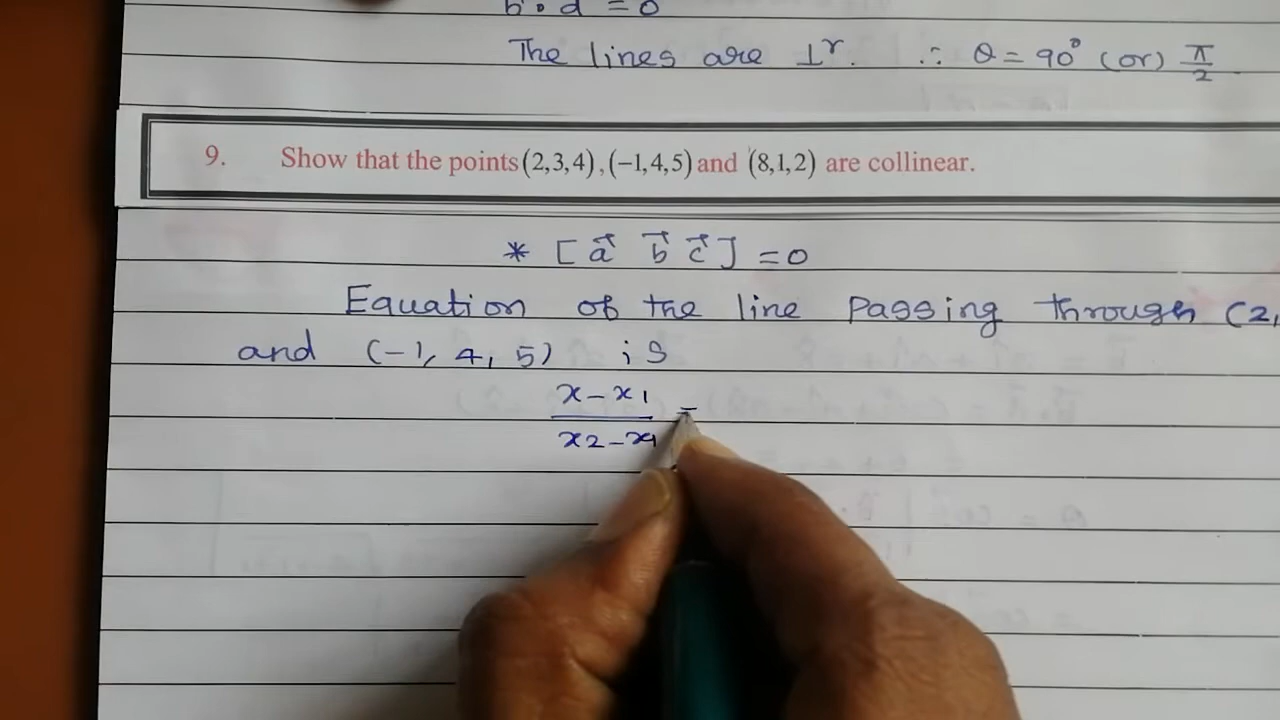 b . d = 0
The lines are ⊥r. ∴ θ = 90° (or) π/2
9. Show that the points (2,3,4), (−1,4,5) and (8,1,2) are collinear.
* [a⃗ b⃗ c⃗] = 0
Equation of the line passing through (2,
and (-1, 4, 5) is
x - x1 / x2 - x1 =